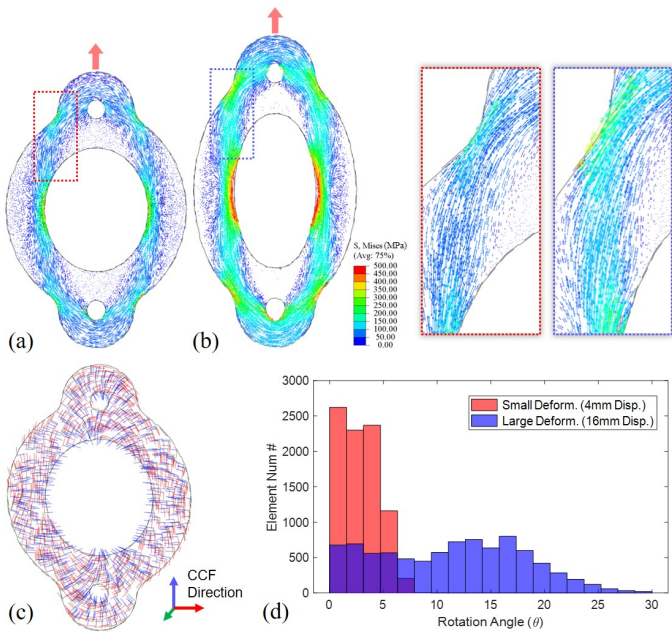 S, Mises (MPa)
(Avg: 75%)
500.00
450.00
400.00
350.00
300.00
250.00
200.00
150.00
100.00
50.00
0.00
(a)
(b)
CCF
Direction
(c)
3000
2500
2000
1500
1000
500
0
Element Num #
Small Deform. (4mm Disp.)
Large Deform. (16mm Disp.)
0 5 10 15 20 25 30
Rotation Angle (θ)
(d)